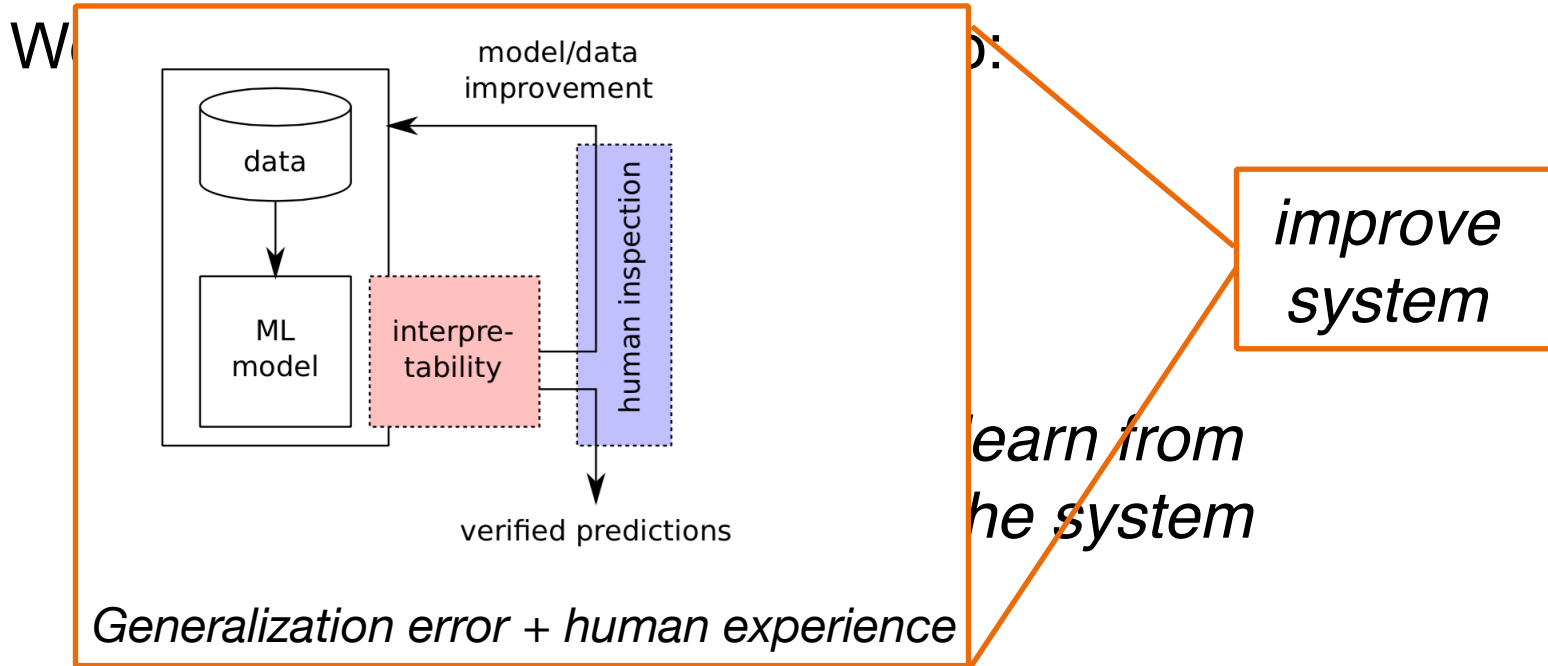 model/data
improvement
data
ML
model
interpre-
tability
human inspection
verified predictions
Generalization error + human experience
improve
system
learn from
the system